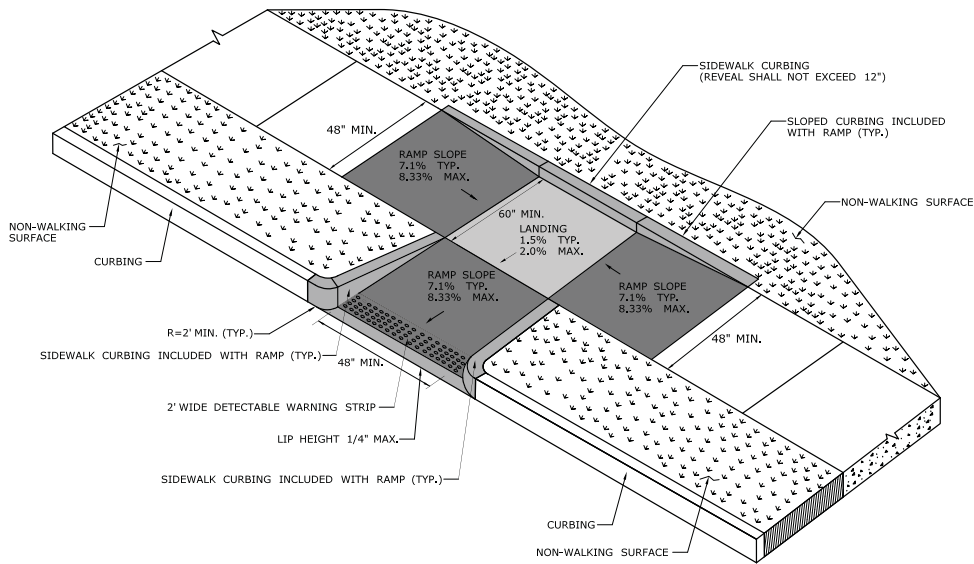 SIDEWALK CURBING
(REVEAL SHALL NOT EXCEED 12")
SLOPED CURBING INCLUDED
WITH RAMP (TYP.)
48" MIN.
RAMP SLOPE
7.1% TYP.
8.33% MAX.
NON-WALKING SURFACE
60" MIN.
LANDING
1.5% TYP.
2.0% MAX.
NON-WALKING
SURFACE
CURBING
RAMP SLOPE
7.1% TYP.
8.33% MAX.
RAMP SLOPE
7.1% TYP.
8.33% MAX.
R=2' MIN. (TYP.)
48" MIN.
SIDEWALK CURBING INCLUDED WITH RAMP (TYP.)
48" MIN.
2' WIDE DETECTABLE WARNING STRIP
LIP HEIGHT 1/4" MAX.
SIDEWALK CURBING INCLUDED WITH RAMP (TYP.)
CURBING
NON-WALKING SURFACE